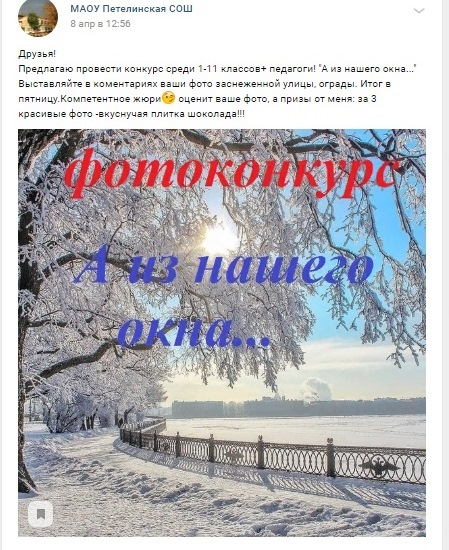 МАОУ Петелинская СОШ
8 апр в 12:56
Друзья!
Предлагаю провести конкурс среди 1-11 классов+ педагоги! "А из нашего окна..."
Выставляйте в коментариях ваши фото заснеженной улицы, ограды. Итог в
пятницу.Компетентное жюри🤔 оценит ваше фото, а призы от меня: за 3
красивые фото -вкуснучая плитка шоколада!!!
фотоконкурс
А из нашего
окна...